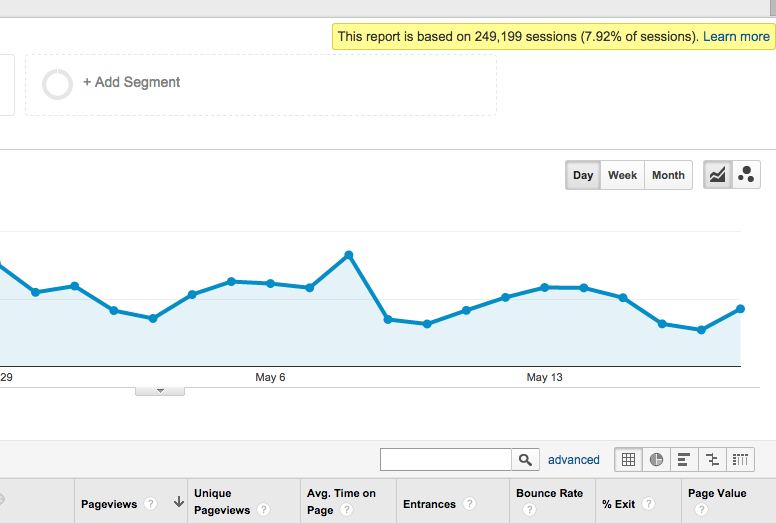 This report is based on 249,199 sessions (7.92% of sessions). Learn more
+ Add Segment
Day Week Month
29 May 6 May 13
advanced
Pageviews ? Unique Pageviews ? Avg. Time on Page ? Entrances ? Bounce Rate ? % Exit ? Page Value ?